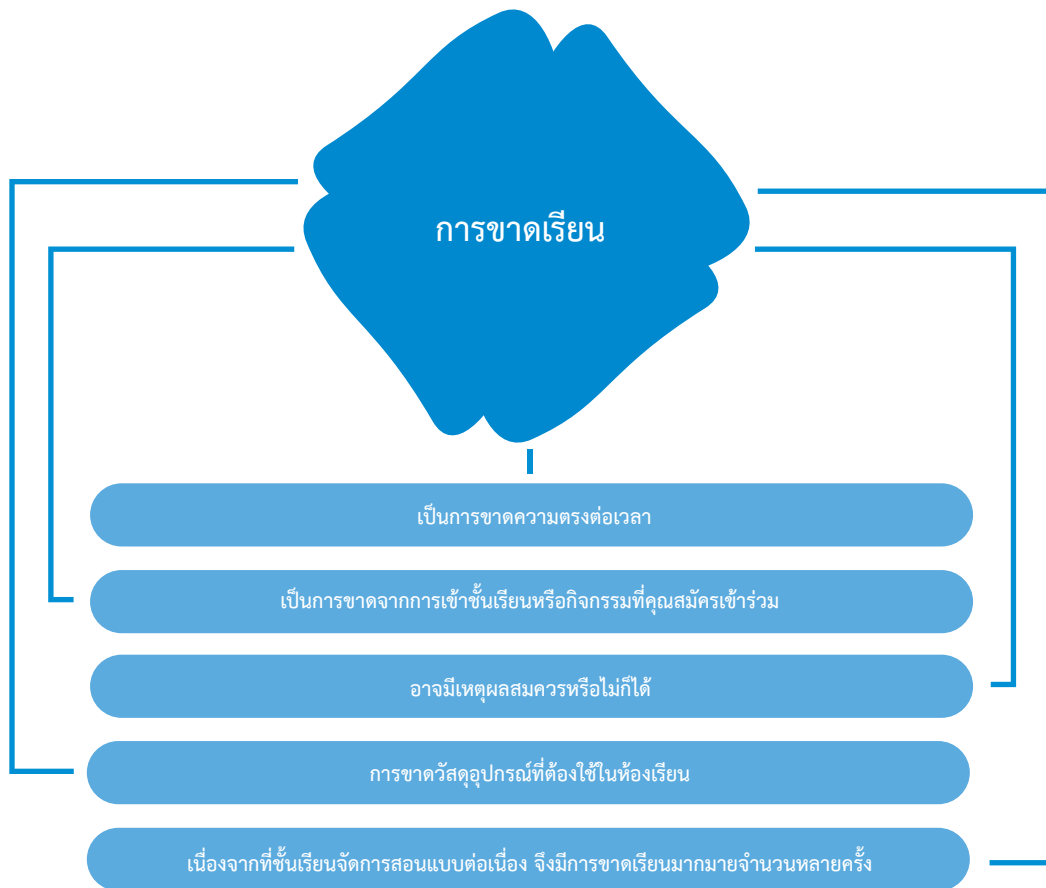 การขาดเรียน
เป็นการขาดความตรงต่อเวลา
เป็นการขาดจากการเข้าชั้นเรียนหรือกิจกรรมที่คุณสมัครเข้าร่วม
อาจมีเหตุผลสมควรหรือไม่ก็ได้
การขาดวัสดุอุปกรณ์ที่ต้องใช้ในห้องเรียน
เนื่องจากที่ชั้นเรียนจัดการสอนแบบต่อเนื่อง จึงมีการขาดเรียนมากมายจำนวนหลายครั้ง